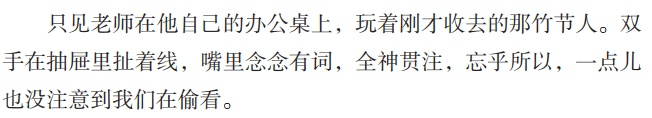 只见老师在他自己的办公桌上，玩着刚才收去的那竹节人。双
手在抽屉里扯着线，嘴里念念有词，全神贯注，忘乎所以，一点儿
也没注意到我们在偷看。